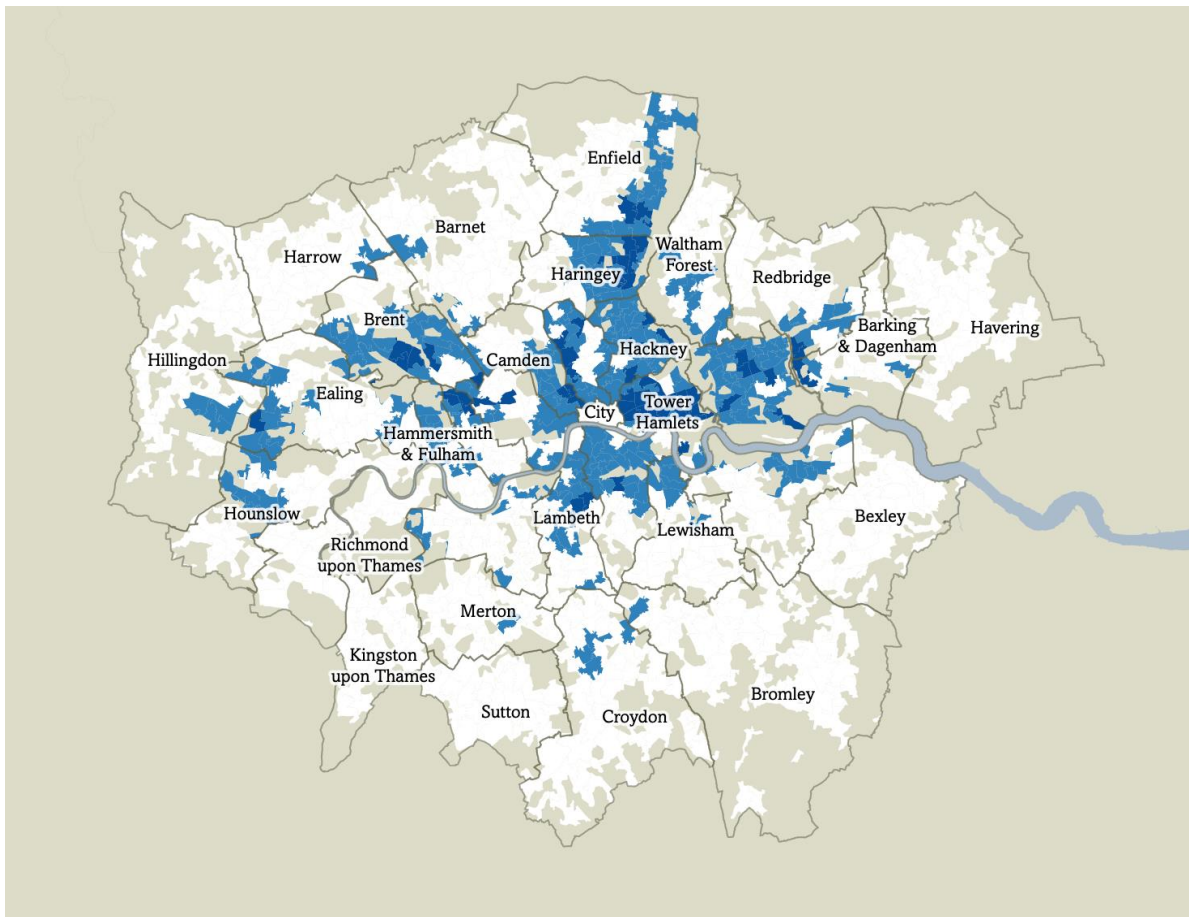 Enfield
Barnet
Harrow
Waltham
Forest
Haringey
Redbridge
Brent
Barking
& Dagenham
Havering
Hillingdon
Camden
Hackney
Ealing
City
Tower
Hamlets
Hammersmith
& Fulham
Hounslow
Lambeth
Lewisham
Bexley
Richmond
upon Thames
Merton
Kingston
upon Thames
Sutton
Croydon
Bromley